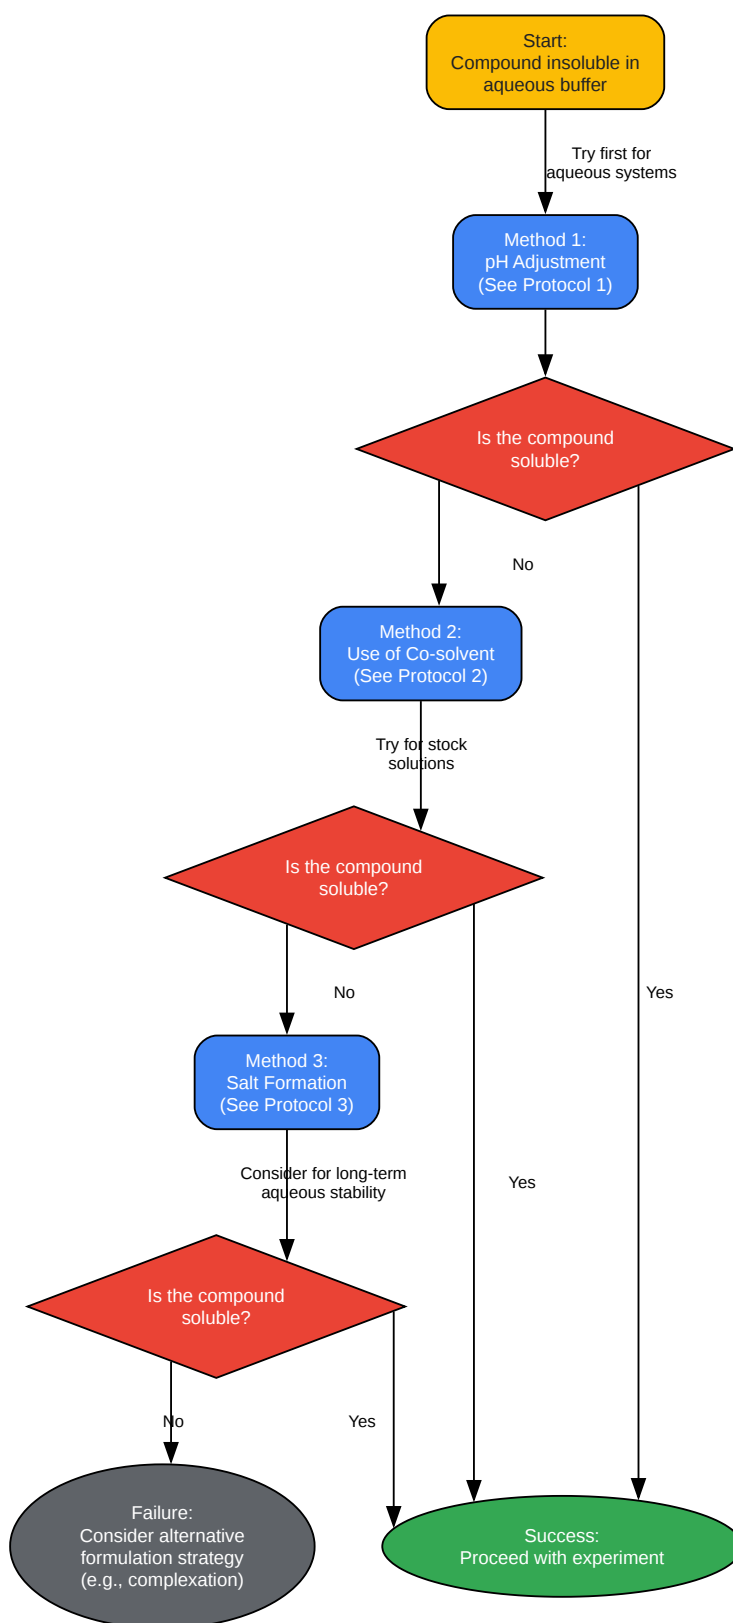 Start:
Compound insoluble in
aqueous buffer
Try first for
aqueous systems
Method 1:
pH Adjustment
(See Protocol 1)
Is the compound
soluble?
No
Method 2:
Use of Co-solvent
(See Protocol 2)
Try for stock
solutions
Is the compound
soluble?
No
Yes
Method 3:
Salt Formation
(See Protocol 3)
Consider for long-term
aqueous stability
Yes
Is the compound
soluble?
No
Yes
Failure:
Consider alternative
formulation strategy
(e.g., complexation)
Success:
Proceed with experiment